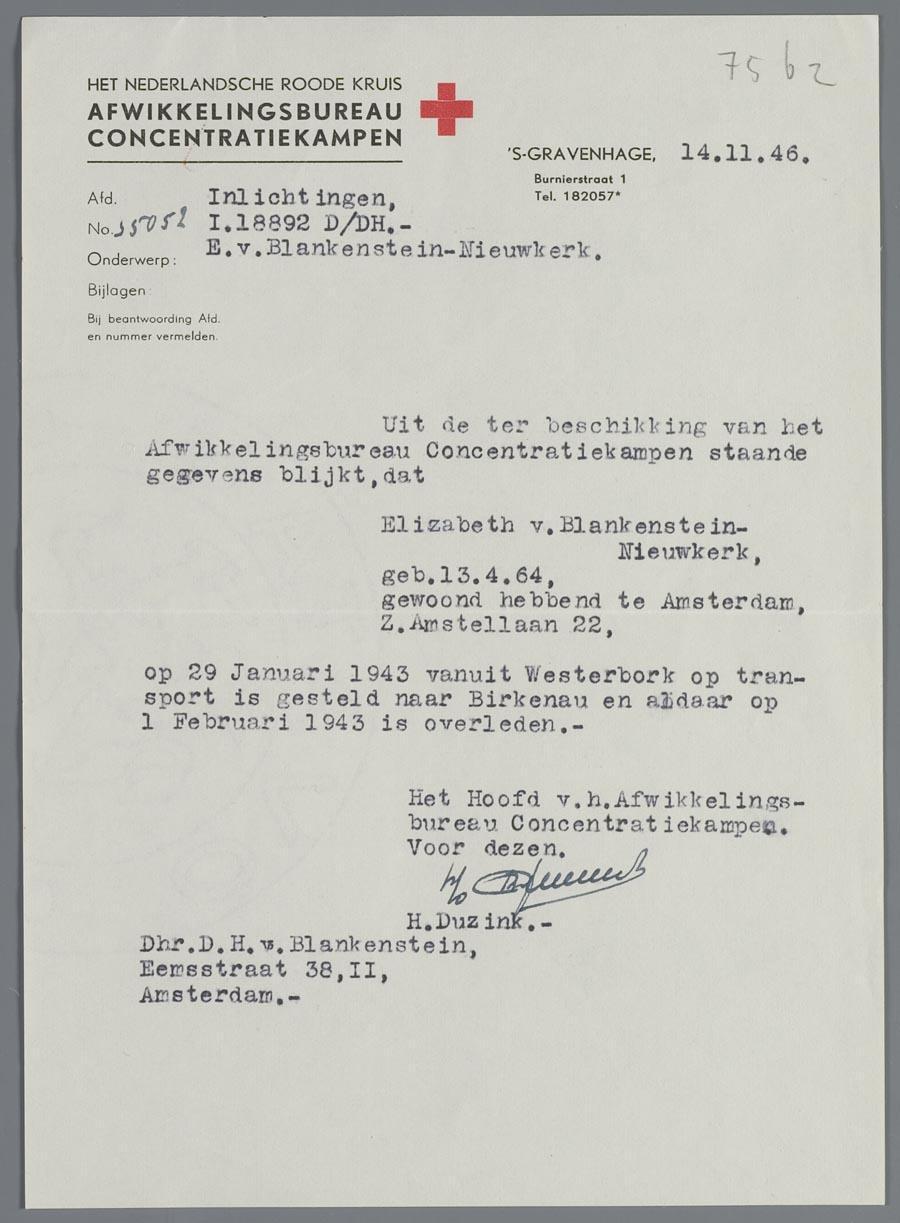 75 b 2
HET NEDERLANDSCHE ROODE KRUIS
AFWIKKELINGSBUREAU
CONCENTRATIEKAMPEN
'S-GRAVENHAGE, 14.11.46.
Burnierstraat 1
Tel. 182057*
Afd. Inlichtingen,
No. I.18892 D/DH.-
Onderwerp: E.v.Blankenstein-Nieuwkerk.
Bijlagen:
Bij beantwoording Afd.
en nummer vermelden.
Uit de ter beschikking van het
Afwikkelingsbureau Concentratiekampen staande
gegevens blijkt,dat
Elizabeth v.Blankenstein-
Nieuwkerk,
geb.13.4.64,
gewoond hebbend te Amsterdam,
Z.Amstellaan 22,
op 29 Januari 1943 vanuit Westerbork op tran-
sport is gesteld naar Birkenau en aldaar op
1 Februari 1943 is overleden.-
Het Hoofd v.h.Afwikkelings-
bureau Concentratiekampen.
Voor dezen.
H.Duzink.-
Dhr.D.H.v.Blankenstein,
Eemsstraat 38,II,
Amsterdam.-